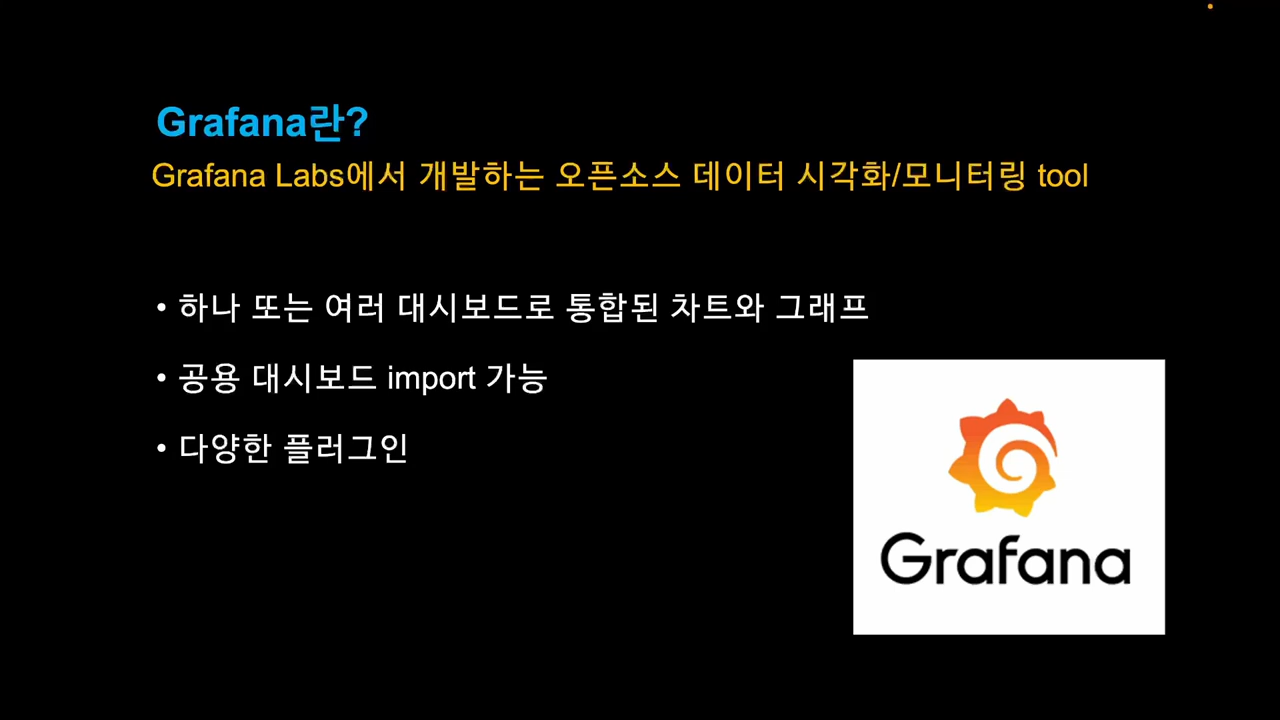 Grafana란?
Grafana Labs에서 개발하는 오픈소스 데이터 시각화/모니터링 tool
• 하나 또는 여러 대시보드로 통합된 차트와 그래프
• 공용 대시보드 import 가능
• 다양한 플러그인
Grafana